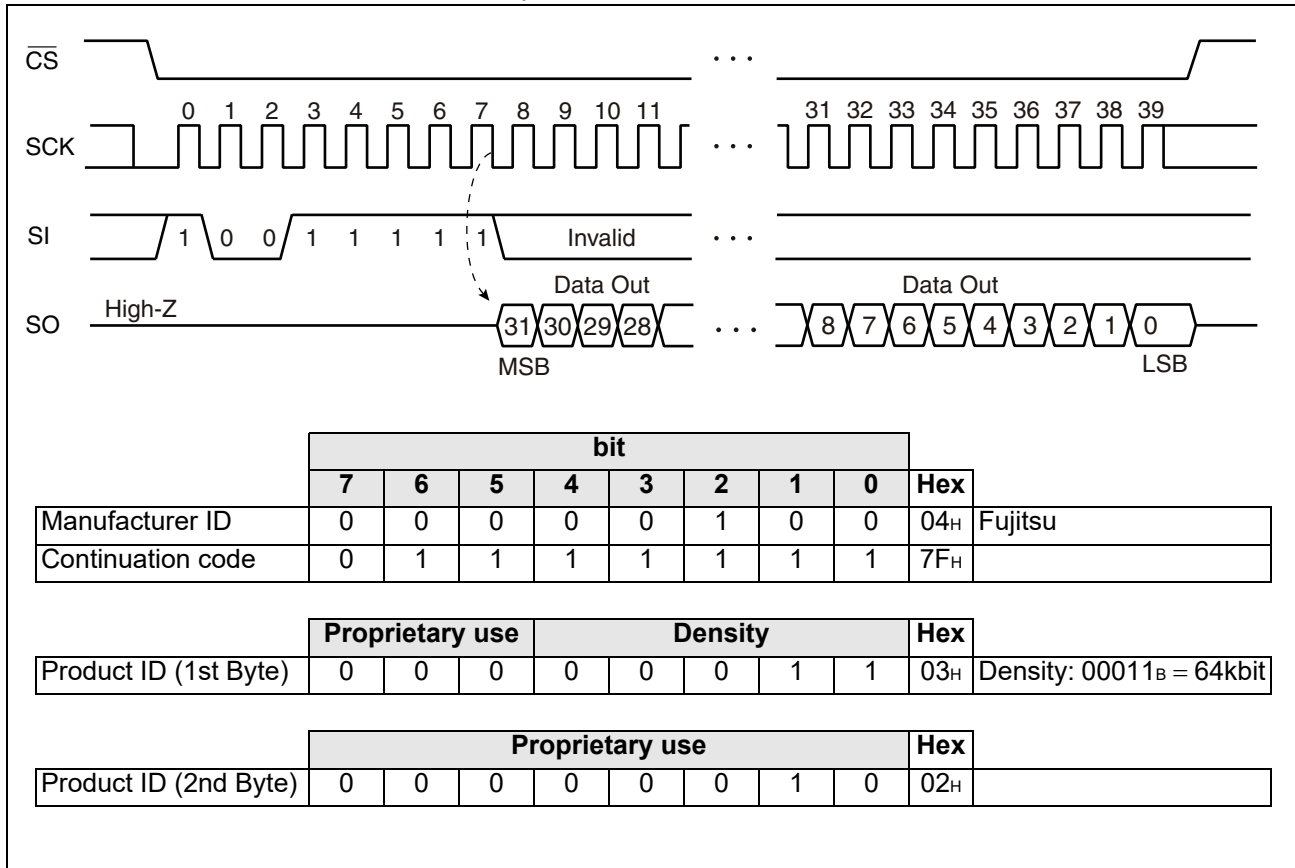 CS
0 1 2 3 4 5 6 7 8 9 10 11 31 32 33 34 35 36 37 38 39
SCK
SI 1 0 0 1 1 1 1 1 Invalid
Data Out Data Out
High-Z
SO 31 30 29 28 8 7 6 5 4 3 2 1 0
MSB LSB
bit
7 6 5 4 3 2 1 0 Hex
Manufacturer ID 0 0 0 0 0 1 0 0 04H Fujitsu
Continuation code 0 1 1 1 1 1 1 1 7FH
Proprietary use Density Hex
Product ID (1st Byte) 0 0 0 0 0 0 1 1 03H Density: 00011B = 64kbit
Proprietary use Hex
Product ID (2nd Byte) 0 0 0 0 0 0 1 0 02H